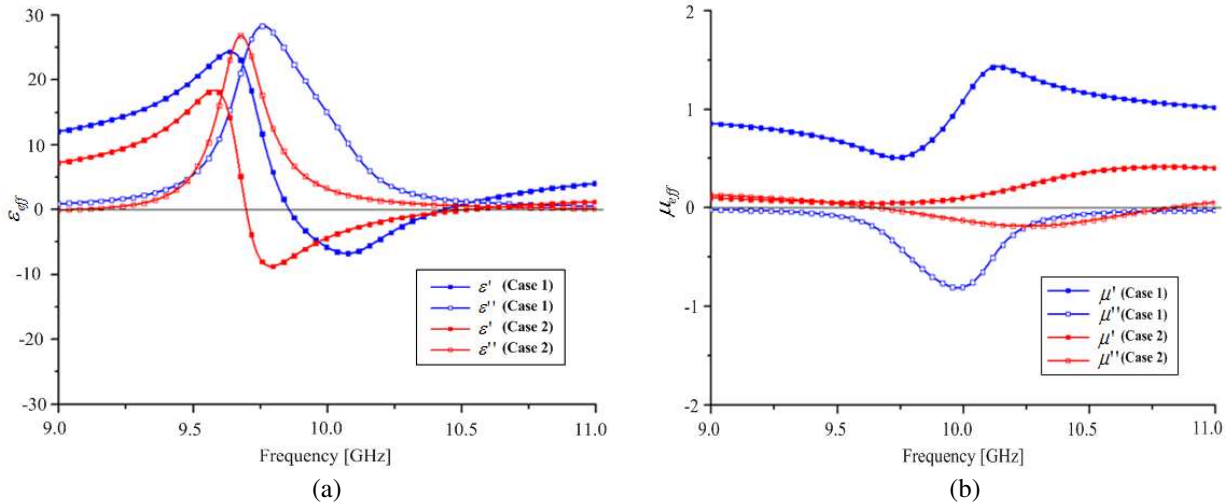 30
20
10
0
-10
-20
-30
ε_eff
ε' (Case 1)
ε'' (Case 1)
ε' (Case 2)
ε'' (Case 2)
9.0 9.5 10.0 10.5 11.0
Frequency [GHz]
(a)
2
1
0
-1
-2
μ_eff
μ' (Case 1)
μ'' (Case 1)
μ' (Case 2)
μ'' (Case 2)
9.0 9.5 10.0 10.5 11.0
Frequency [GHz]
(b)